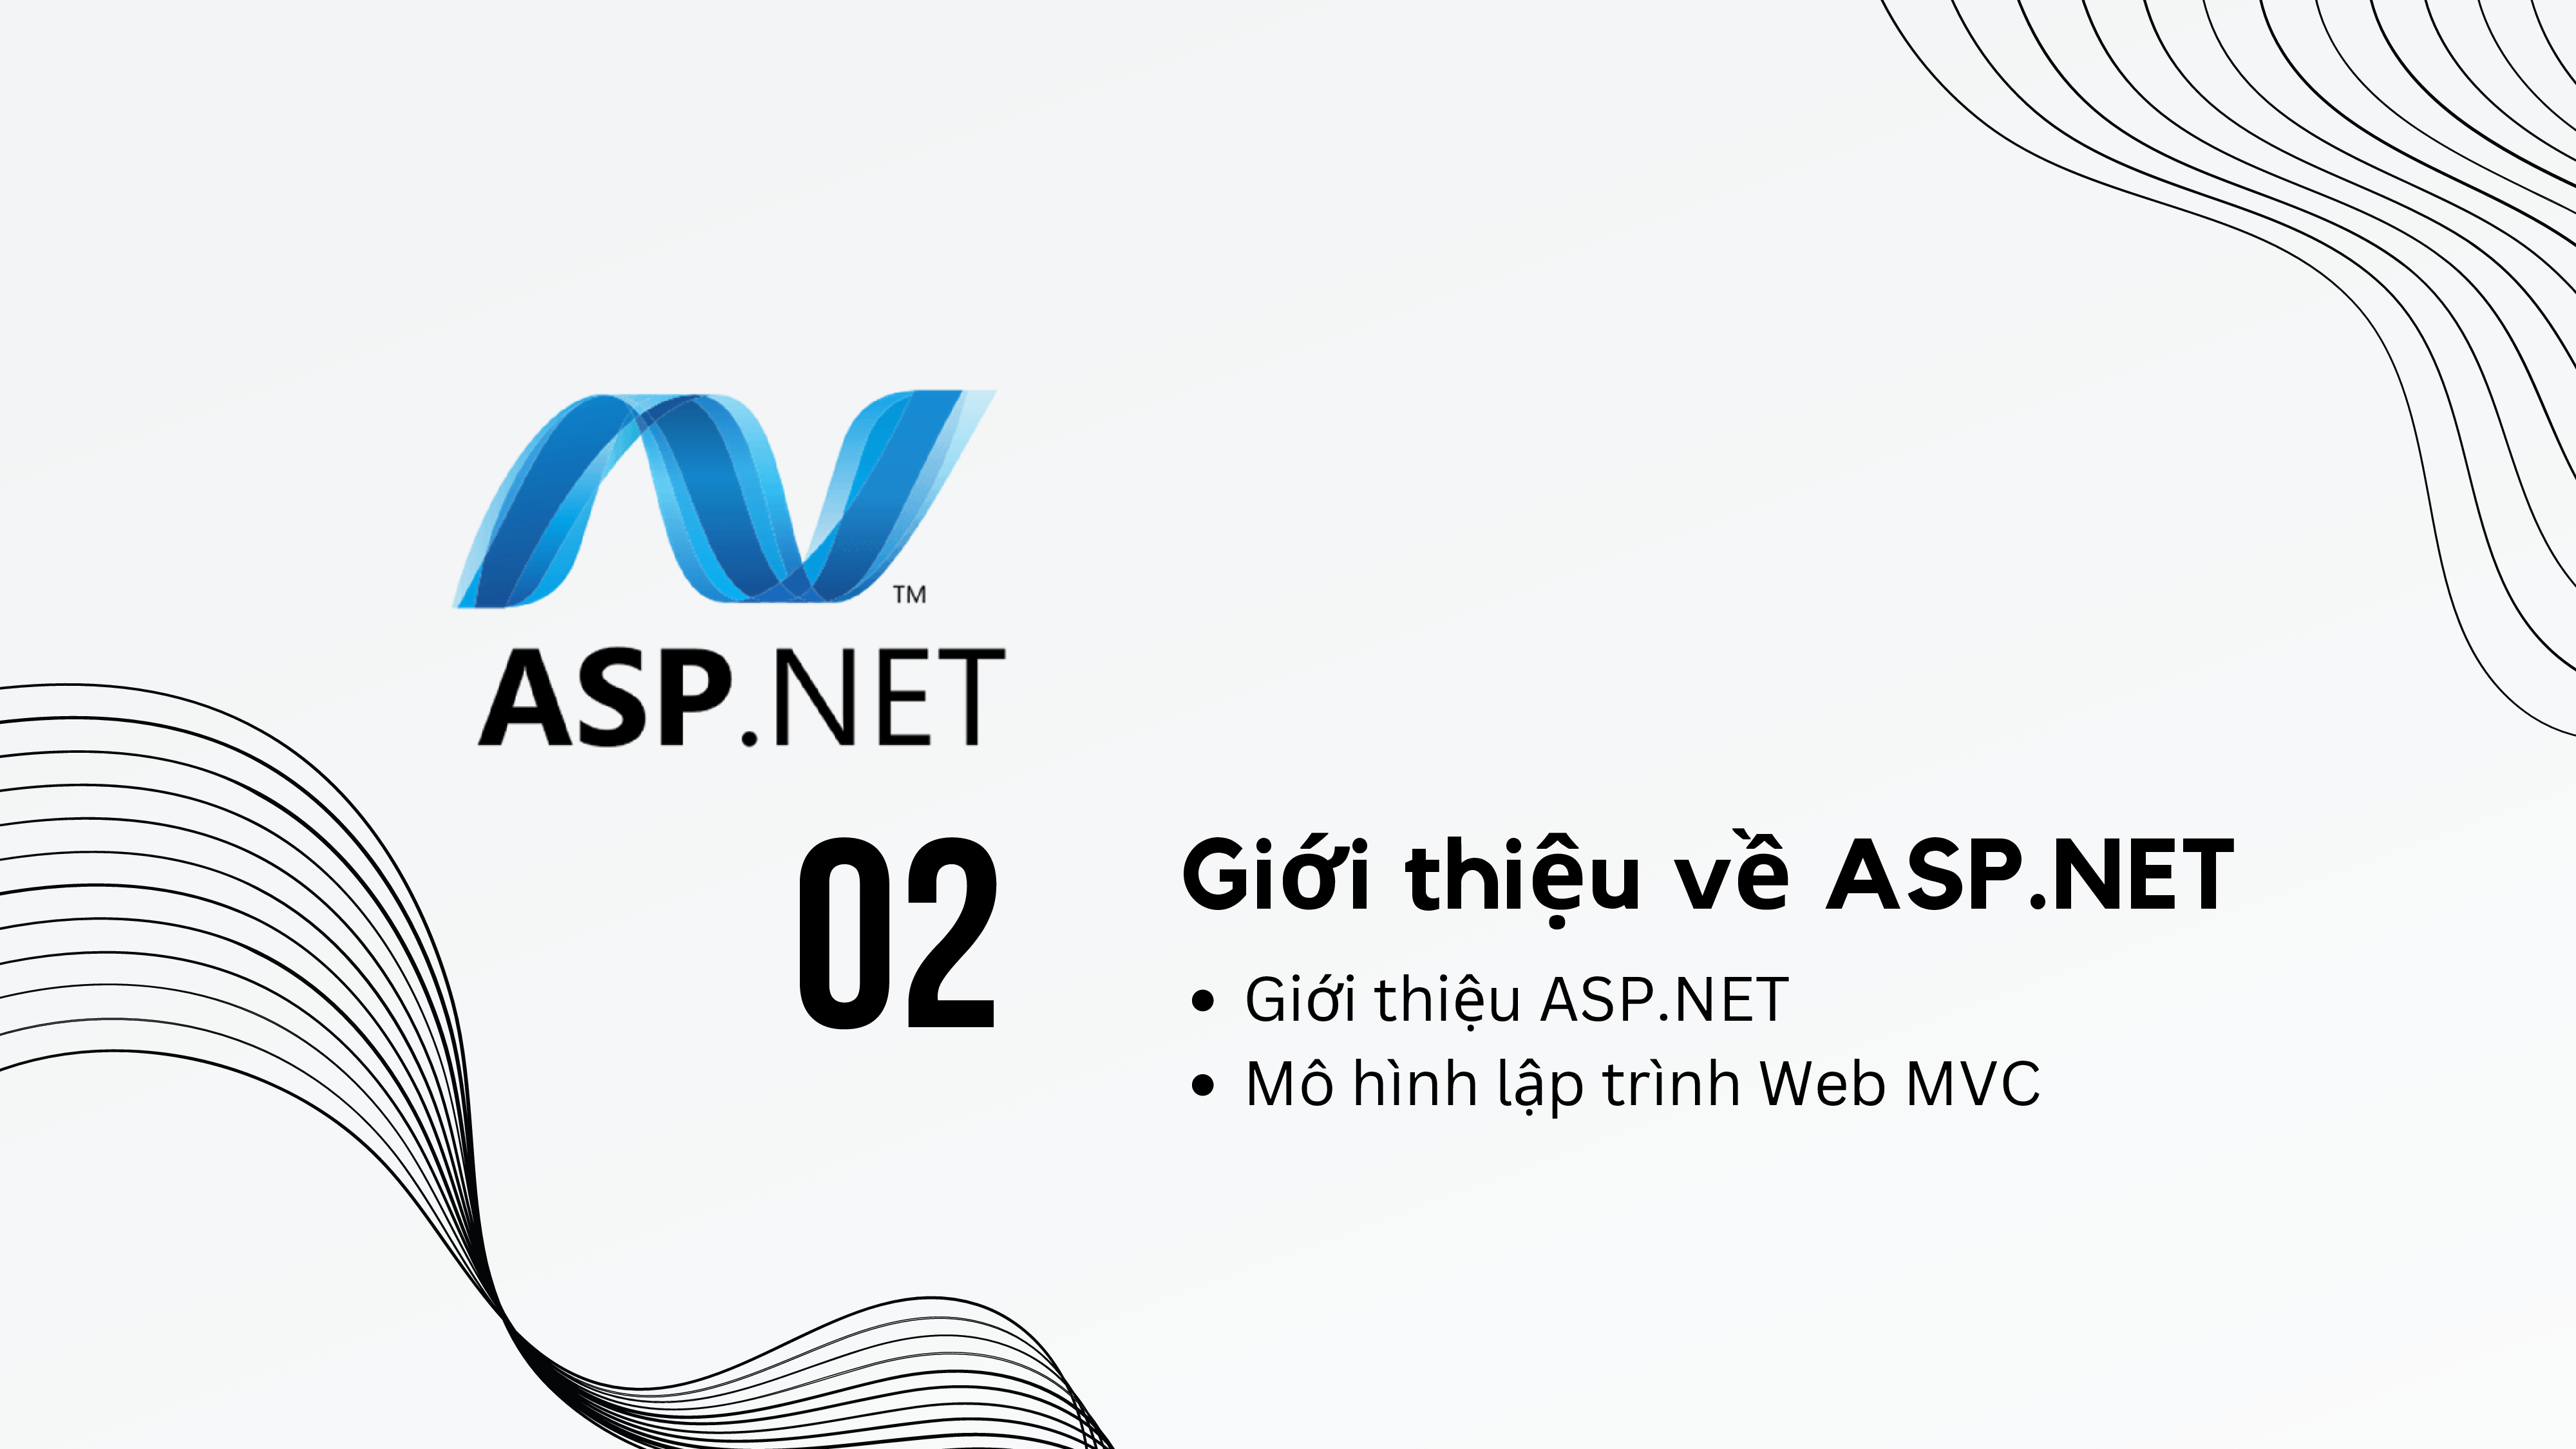 TM
ASP.NET
02
Giới thiệu về ASP.NET
• Giới thiệu ASP.NET
• Mô hình lập trình Web MVC